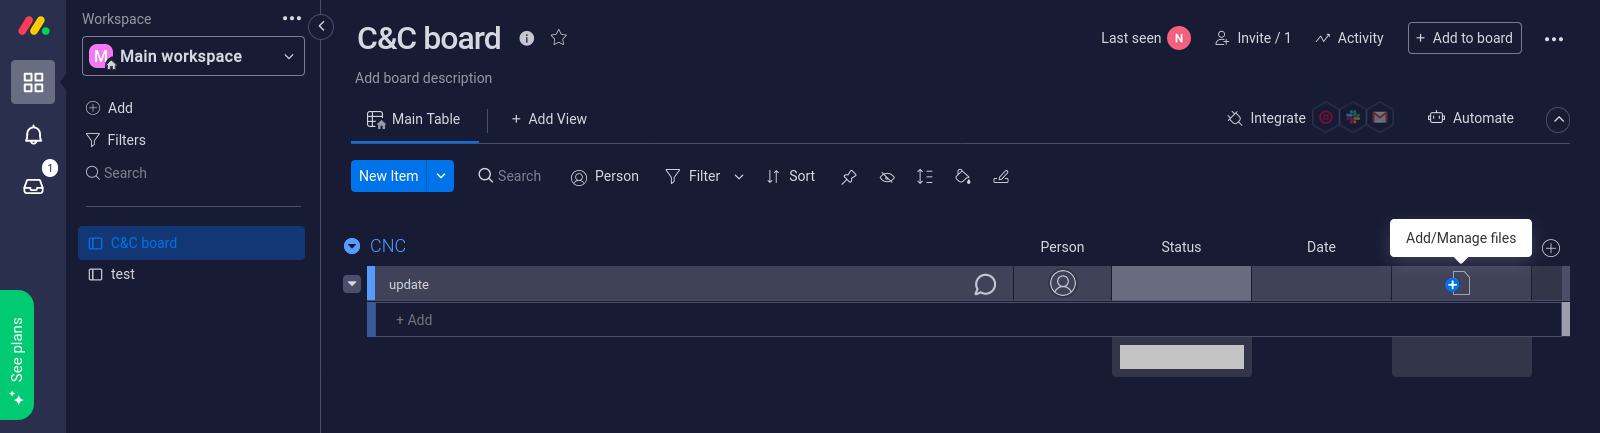 Workspace
M Main workspace
Add
Filters
Search
C&C board
test
1
See plans
C&C board
Last seen N Invite / 1 Activity + Add to board
Add board description
Main Table + Add View Integrate Automate
New Item Search Person Filter Sort
Add/Manage files
CNC Person Status Date
update
+ Add